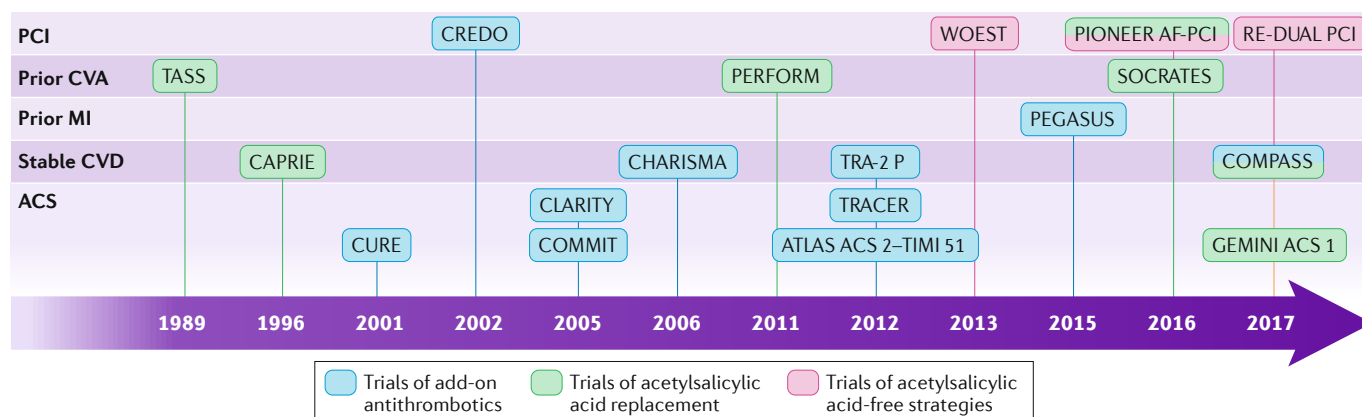 PCI CREDO WOEST PIONEER AF-PCI RE-DUAL PCI
Prior CVA TASS PERFORM SOCRATES
Prior MI PEGASUS
Stable CVD CAPRIE CHARISMA TRA-2 P COMPASS
ACS CLARITY TRACER
CURE COMMIT ATLAS ACS 2–TIMI 51 GEMINI ACS 1
1989 1996 2001 2002 2005 2006 2011 2012 2013 2015 2016 2017
Trials of add-on
antithrombotics
Trials of acetylsalicylic
acid replacement
Trials of acetylsalicylic
acid-free strategies